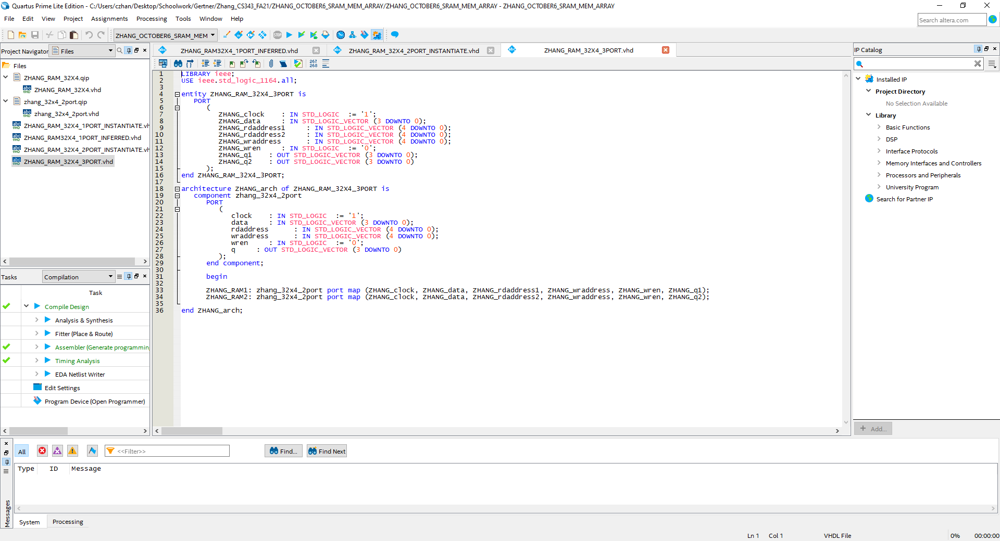 Quartus Prime Lite Edition - C:/Users/czhan/Desktop/Schoolwork/Gertner/Zhang_CS343_FA21/ZHANG_OCTOBER6_SRAM_MEM_ARRAY/ZHANG_OCTOBER6_SRAM_MEM_ARRAY - ZHANG_OCTOBER6_SRAM_MEM_ARRAY
File Edit View Project Assignments Processing Tools Window Help
Search altera.com
ZHANG_OCTOBER6_SRAM_MEM
STOP
Project Navigator Files
Files
ZHANG_RAM_32X4.qip
ZHANG_RAM_32X4.vhd
zhang_32x4_2port.qip
zhang_32x4_2port.vhd
ZHANG_RAM_32X4_1PORT_INSTANTIATE.vh
ZHANG_RAM32X4_1PORT_INFERRED.vhd
ZHANG_RAM_32X4_2PORT_INSTANTIATE.vh
ZHANG_RAM_32X4_3PORT.vhd
Tasks Compilation
Task
Compile Design
Analysis & Synthesis
Fitter (Place & Route)
Assembler (Generate programmin
Timing Analysis
EDA Netlist Writer
Edit Settings
Program Device (Open Programmer)
ZHANG_RAM32X4_1PORT_INFERRED.vhd ZHANG_RAM_32X4_2PORT_INSTANTIATE.vhd ZHANG_RAM_32X4_3PORT.vhd
267
268
1 LIBRARY ieee;
2 USE ieee.std_logic_1164.all;
3
4 entity ZHANG_RAM_32X4_3PORT is
5 PORT
6 (
7 ZHANG_clock : IN STD_LOGIC := '1';
8 ZHANG_data : IN STD_LOGIC_VECTOR (3 DOWNTO 0);
9 ZHANG_rdaddress1 : IN STD_LOGIC_VECTOR (4 DOWNTO 0);
10 ZHANG_rdaddress2 : IN STD_LOGIC_VECTOR (4 DOWNTO 0);
11 ZHANG_wraddress : IN STD_LOGIC_VECTOR (4 DOWNTO 0);
12 ZHANG_wren : IN STD_LOGIC := '0';
13 ZHANG_q1 : OUT STD_LOGIC_VECTOR (3 DOWNTO 0);
14 ZHANG_q2 : OUT STD_LOGIC_VECTOR (3 DOWNTO 0)
15 );
16 end ZHANG_RAM_32X4_3PORT;
17
18 architecture ZHANG_arch of ZHANG_RAM_32X4_3PORT is
19 component zhang_32x4_2port
20 PORT
21 (
22 clock : IN STD_LOGIC := '1';
23 data : IN STD_LOGIC_VECTOR (3 DOWNTO 0);
24 rdaddress : IN STD_LOGIC_VECTOR (4 DOWNTO 0);
25 wraddress : IN STD_LOGIC_VECTOR (4 DOWNTO 0);
26 wren : IN STD_LOGIC := '0';
27 q : OUT STD_LOGIC_VECTOR (3 DOWNTO 0)
28 );
29 end component;
30
31 begin
32
33 ZHANG_RAM1: zhang_32x4_2port port map (ZHANG_clock, ZHANG_data, ZHANG_rdaddress1, ZHANG_wraddress, ZHANG_wren, ZHANG_q1);
34 ZHANG_RAM2: zhang_32x4_2port port map (ZHANG_clock, ZHANG_data, ZHANG_rdaddress2, ZHANG_wraddress, ZHANG_wren, ZHANG_q2);
35
36 end ZHANG_arch;
IP Catalog
Installed IP
Project Directory
No Selection Available
Library
Basic Functions
DSP
Interface Protocols
Memory Interfaces and Controllers
Processors and Peripherals
University Program
Search for Partner IP
+ Add...
All <<Filter>> Find... Find Next
Type ID Message
Messages
System Processing
Ln 1 Col 1 VHDL File 0% 00:00:00